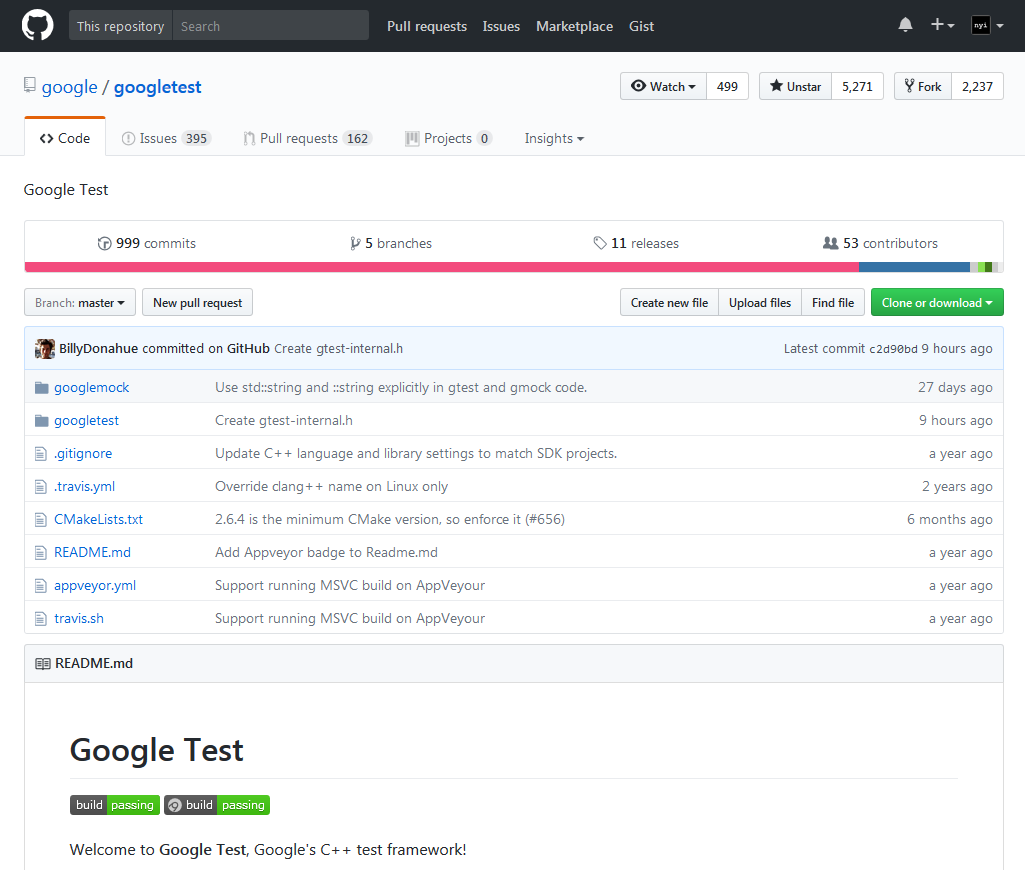 This repository Search Pull requests Issues Marketplace Gist nyi
google / googletest Watch 499 Unstar 5,271 Fork 2,237
Code Issues 395 Pull requests 162 Projects 0 Insights
Google Test
999 commits 5 branches 11 releases 53 contributors
Branch: master New pull request Create new file Upload files Find file Clone or download
BillyDonahue committed on GitHub Create gtest-internal.h Latest commit c2d90bd 9 hours ago
googlemock Use std::string and ::string explicitly in gtest and gmock code. 27 days ago
googletest Create gtest-internal.h 9 hours ago
.gitignore Update C++ language and library settings to match SDK projects. a year ago
.travis.yml Override clang++ name on Linux only 2 years ago
CMakeLists.txt 2.6.4 is the minimum CMake version, so enforce it (#656) 6 months ago
README.md Add Appveyor badge to Readme.md a year ago
appveyor.yml Support running MSVC build on AppVeyour a year ago
travis.sh Support running MSVC build on AppVeyour a year ago
README.md
Google Test
build passing build passing
Welcome to Google Test, Google's C++ test framework!